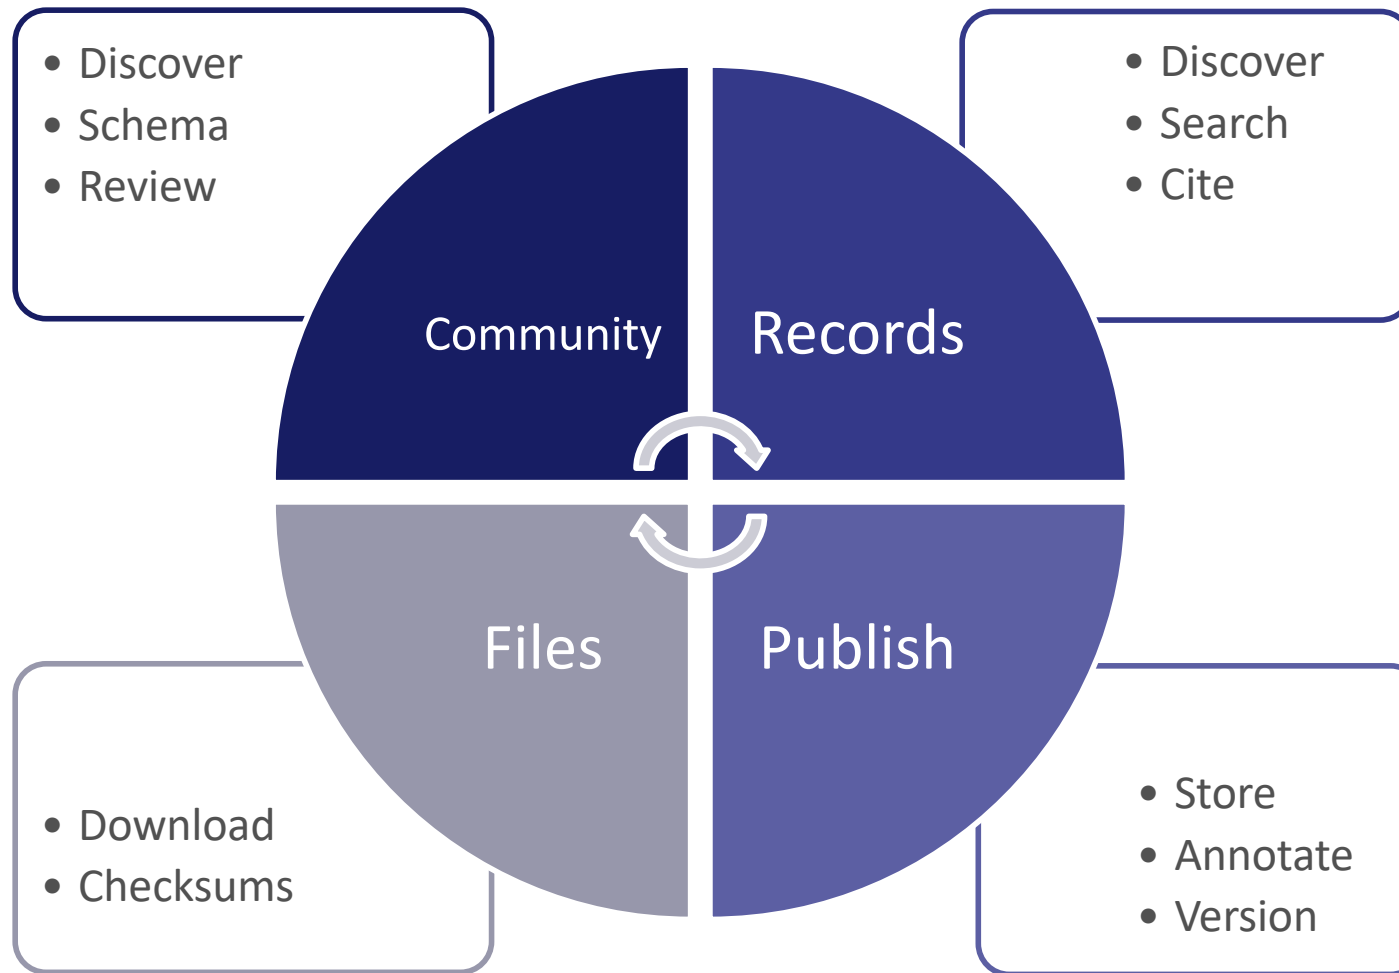 • Discover
• Schema
• Review
• Discover
• Search
• Cite
Community
Records
Files
Publish
• Download
• Checksums
• Store
• Annotate
• Version